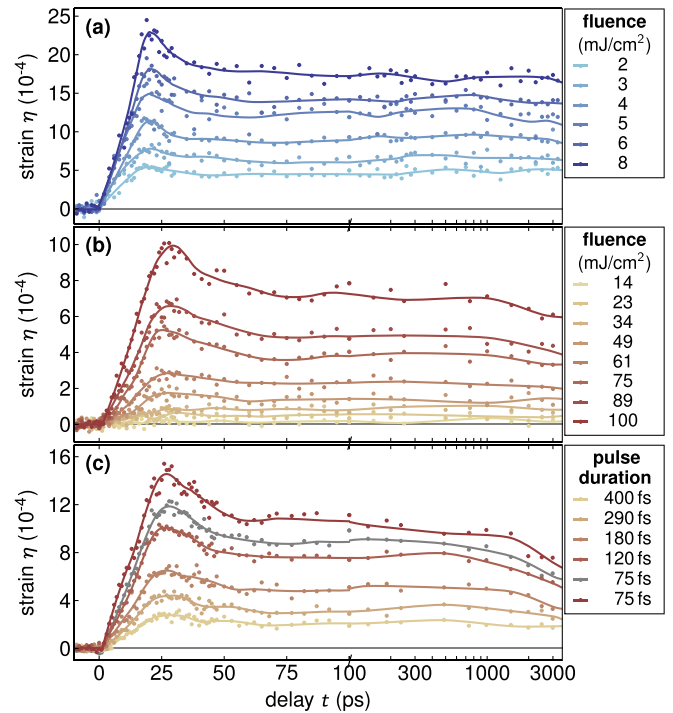 (a)
strain η (10⁻⁴)
25
20
15
10
5
0
fluence
(mJ/cm²)
2
3
4
5
6
8
(b)
strain η (10⁻⁴)
10
8
6
4
2
0
fluence
(mJ/cm²)
14
23
34
49
61
75
89
100
(c)
strain η (10⁻⁴)
16
12
8
4
0
pulse
duration
400 fs
290 fs
180 fs
120 fs
75 fs
75 fs
0 25 50 75 100 300 1000 3000
delay t (ps)